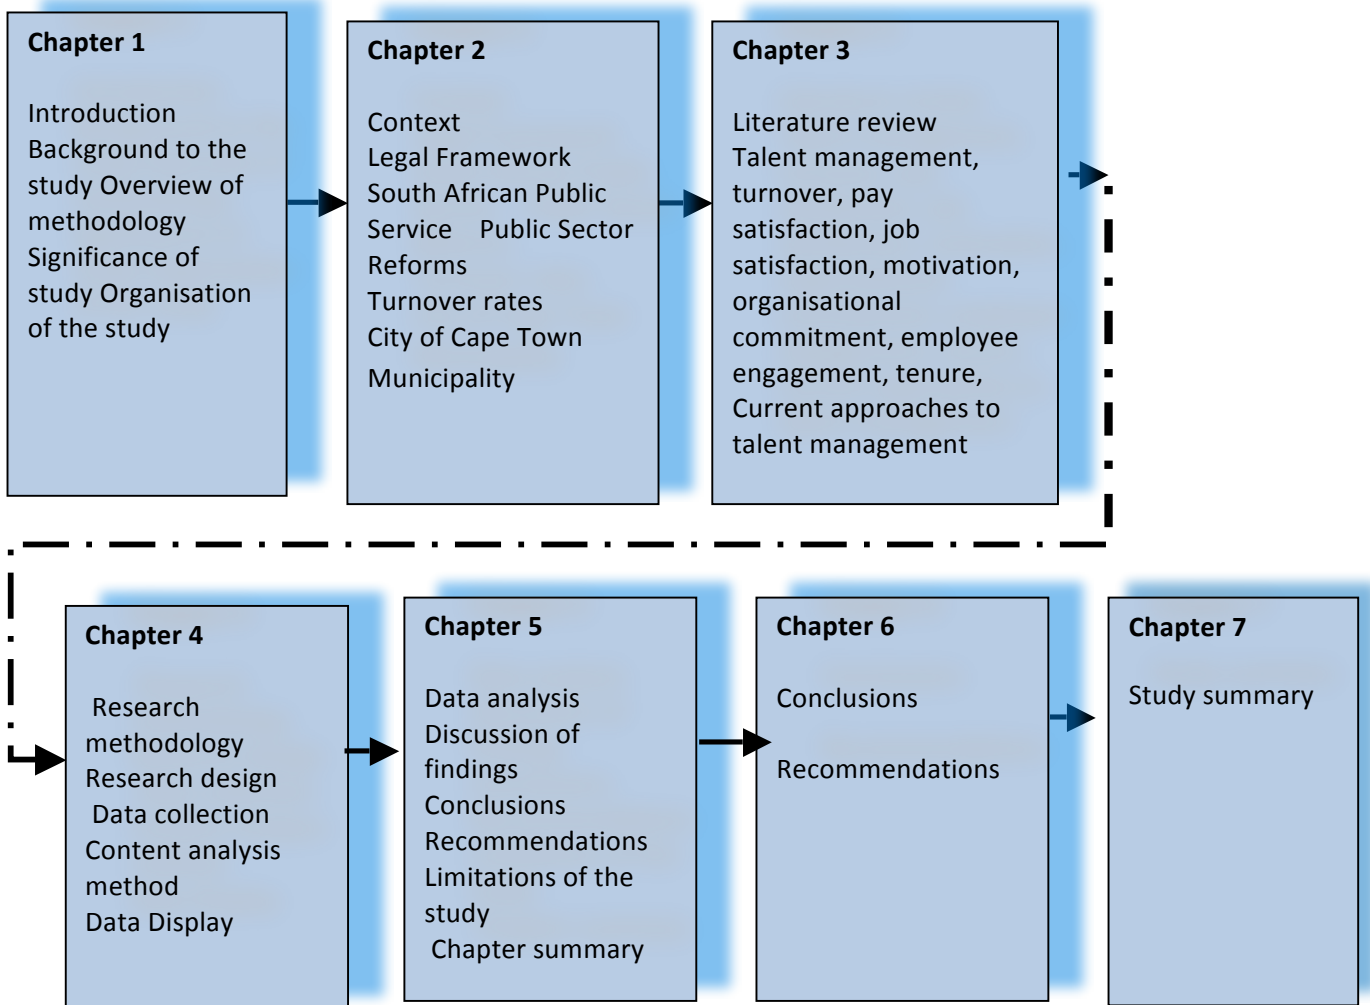 Chapter 1
Introduction
Background to the
study Overview of
methodology
Significance of
study Organisation
of the study
Chapter 2
Context
Legal Framework
South African Public
Service Public Sector
Reforms
Turnover rates
City of Cape Town
Municipality
Chapter 3
Literature review
Talent management,
turnover, pay
satisfaction, job
satisfaction, motivation,
organisational
commitment, employee
engagement, tenure,
Current approaches to
talent management
Chapter 4
Research
methodology
Research design
Data collection
Content analysis
method
Data Display
Chapter 5
Data analysis
Discussion of
findings
Conclusions
Recommendations
Limitations of the
study
Chapter summary
Chapter 6
Conclusions
Recommendations
Chapter 7
Study summary